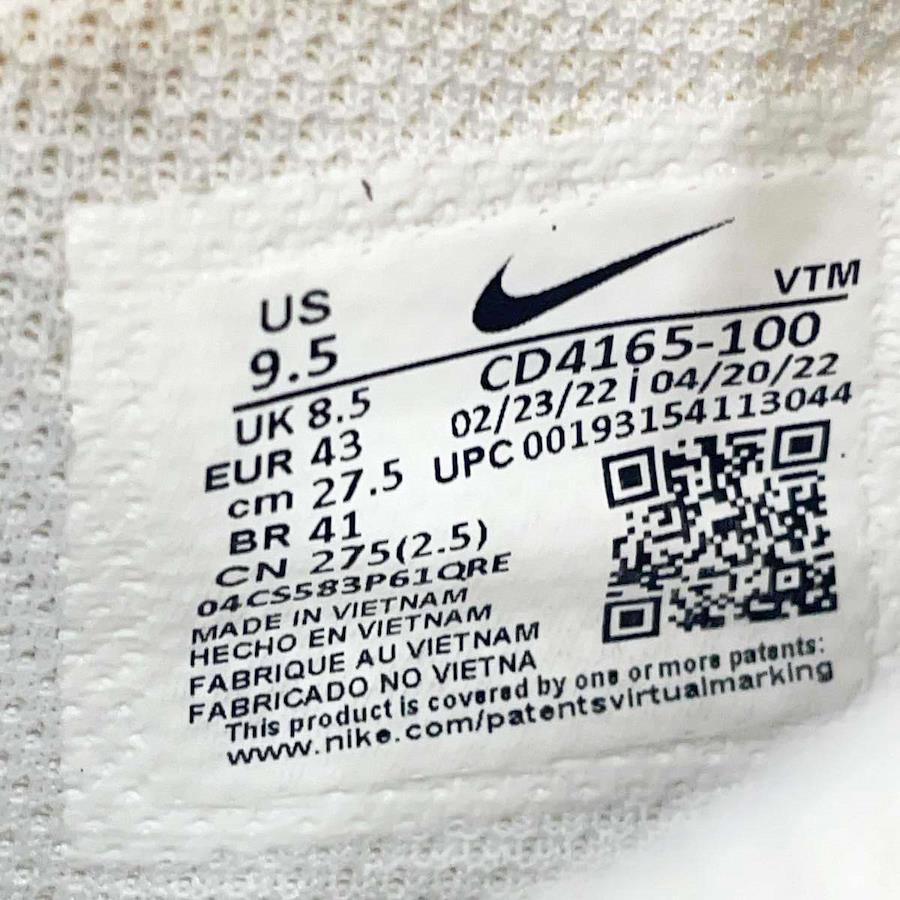 VTM
US
9.5
CD4165-100
UK 8.5
02/23/22 | 04/20/22
EUR 43
UPC 00193154113044
cm 27.5
BR 41
CN 275(2.5)
04CS583P61QRE
MADE IN VIETNAM
HECHO EN VIETNAM
FABRIQUE AU VIETNAM
FABRICADO NO VIETNA
This product is covered by one or more patents:
www.nike.com/patentsvirtualmarking